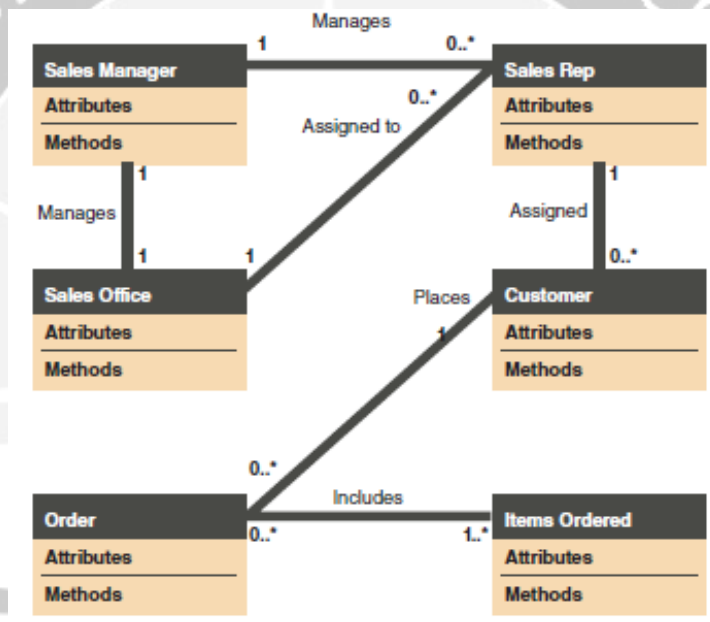 Manages
1 0..*
Sales Manager Sales Rep
Attributes 0..* Attributes
Assigned to
Methods Methods
1 1
Manages Assigned
1 1 0..*
Sales Office Places Customer
Attributes 1 Attributes
Methods Methods
0..*
Includes
Order Items Ordered
0..* 1..*
Attributes Attributes
Methods Methods